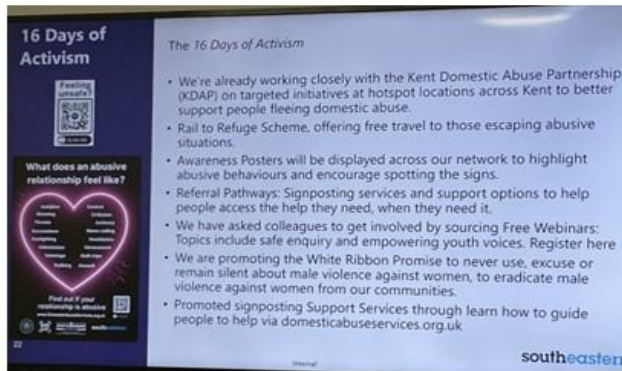 16 Days of
Activism
Feeling
unsafe?
What does an abusive
relationship feel like?
Find out if your
relationship is abusive
22
The 16 Days of Activism
• We're already working closely with the Kent Domestic Abuse Partnership
(KDAP) on targeted initiatives at hotspot locations across Kent to better
support people fleeing domestic abuse.
• Rail to Refuge Scheme, offering free travel to those escaping abusive
situations.
• Awareness Posters will be displayed across our network to highlight
abusive behaviours and encourage spotting the signs.
• Referral Pathways: Signposting services and support options to help
people access the help they need, when they need it.
• We have asked colleagues to get involved by sourcing Free Webinars:
Topics include safe enquiry and empowering youth voices. Register here
• We are promoting the White Ribbon Promise to never use, excuse or
remain silent about male violence against women, to eradicate male
violence against women from our communities.
• Promoted signposting Support Services through learn how to guide
people to help via domesticabuseservices.org.uk
Internal
southeastern